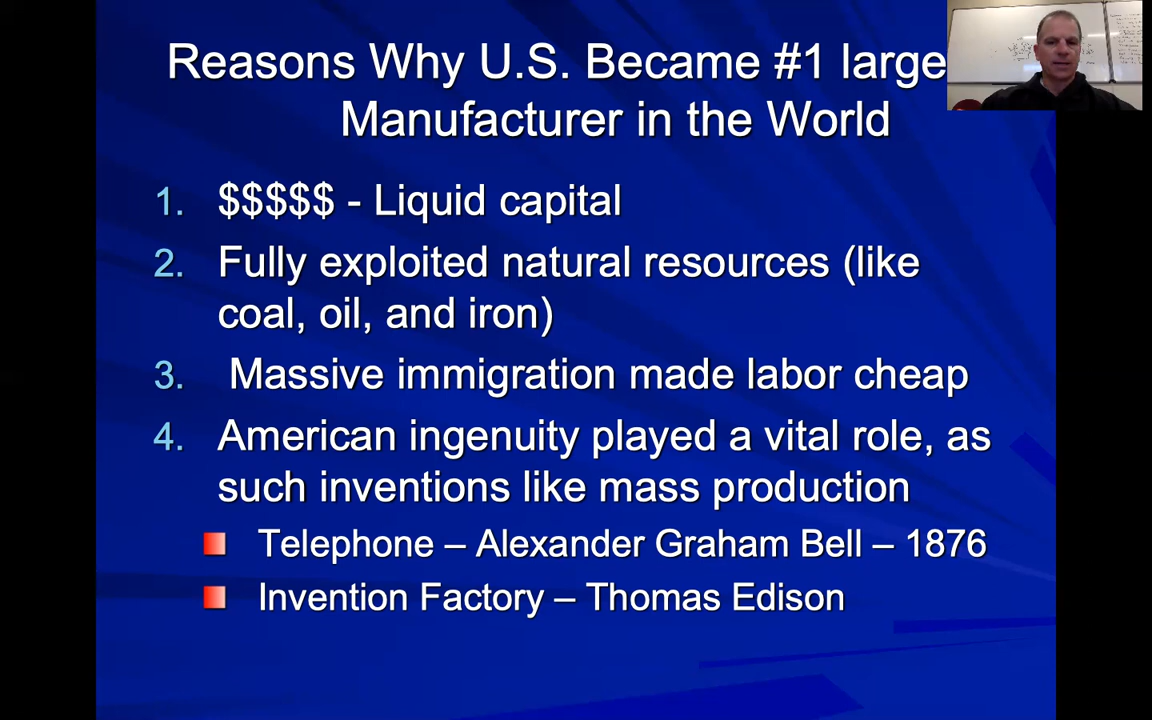 Reasons Why U.S. Became #1 large
Manufacturer in the World
1. $$$$$ - Liquid capital
2. Fully exploited natural resources (like
coal, oil, and iron)
3. Massive immigration made labor cheap
4. American ingenuity played a vital role, as
such inventions like mass production
Telephone – Alexander Graham Bell – 1876
Invention Factory – Thomas Edison